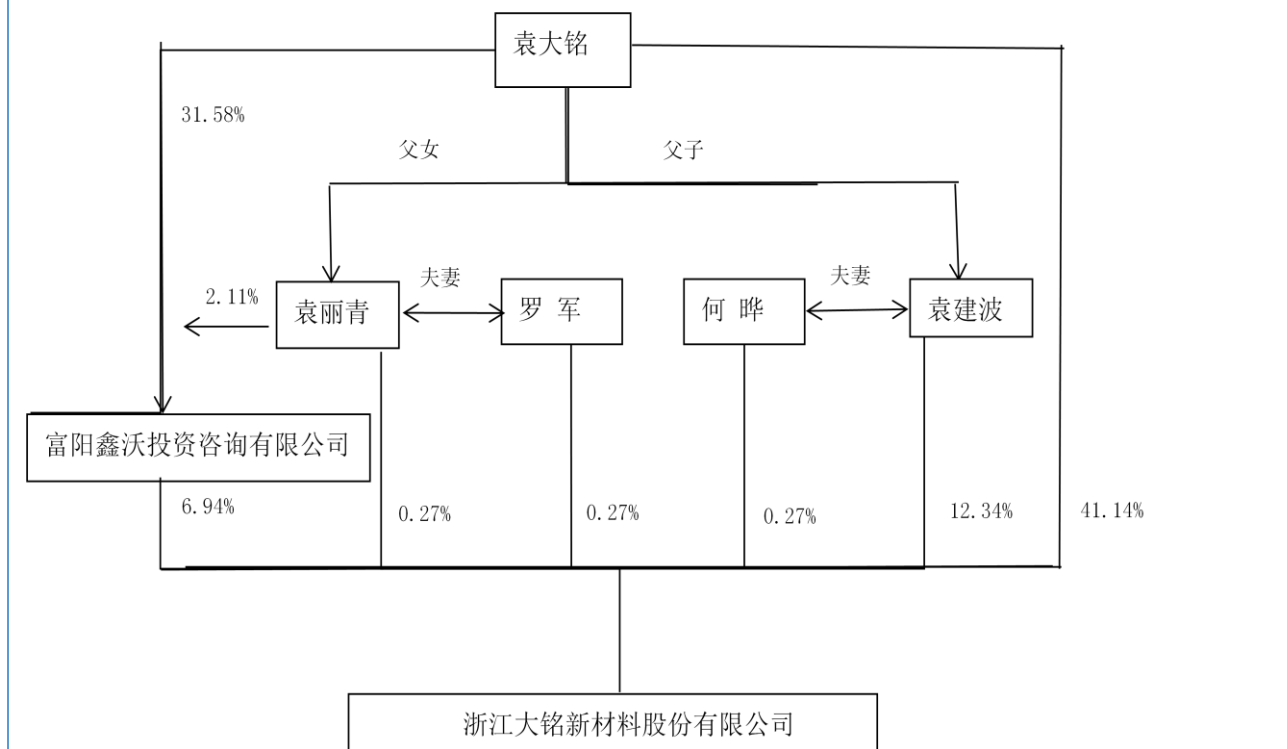 袁大铭
31.58%
父女
父子
夫妻
夫妻
2.11%
袁丽青
罗 军
何 晔
袁建波
富阳鑫沃投资咨询有限公司
6.94%
0.27%
0.27%
0.27%
12.34%
41.14%
浙江大铭新材料股份有限公司